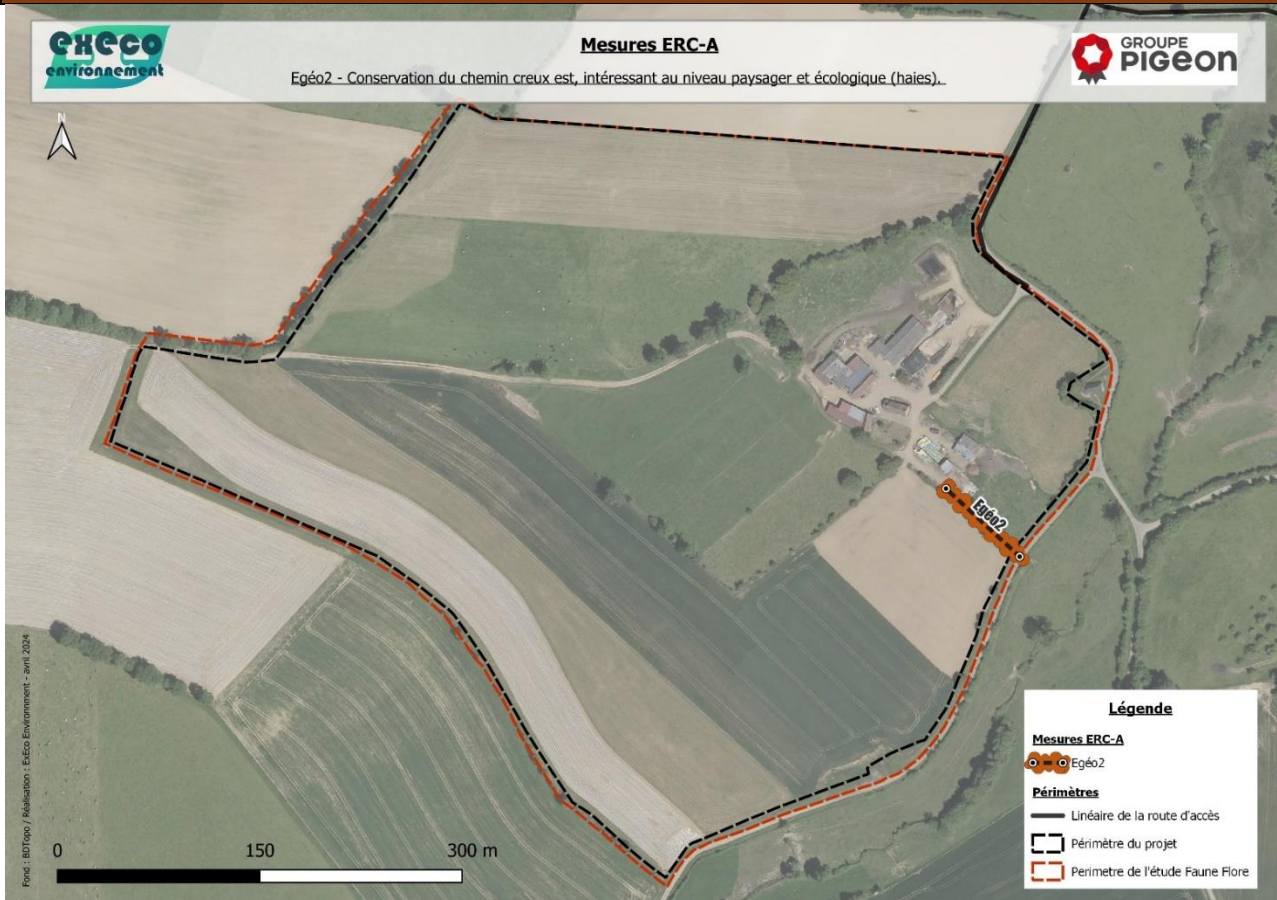 execo
environnement
Mesures ERC-A
Egéo2 - Conservation du chemin creux est, intéressant au niveau paysager et écologique (haies).
GROUPE
PiGeon
N
Egéo2
Fond : BDTopo / Réalisation : ExEco Environnment - avril 2024
0 150 300 m
Légende
Mesures ERC-A
Egéo2
Périmètres
Linéaire de la route d'accès
Périmètre du projet
Perimetre de l'étude Faune Flore